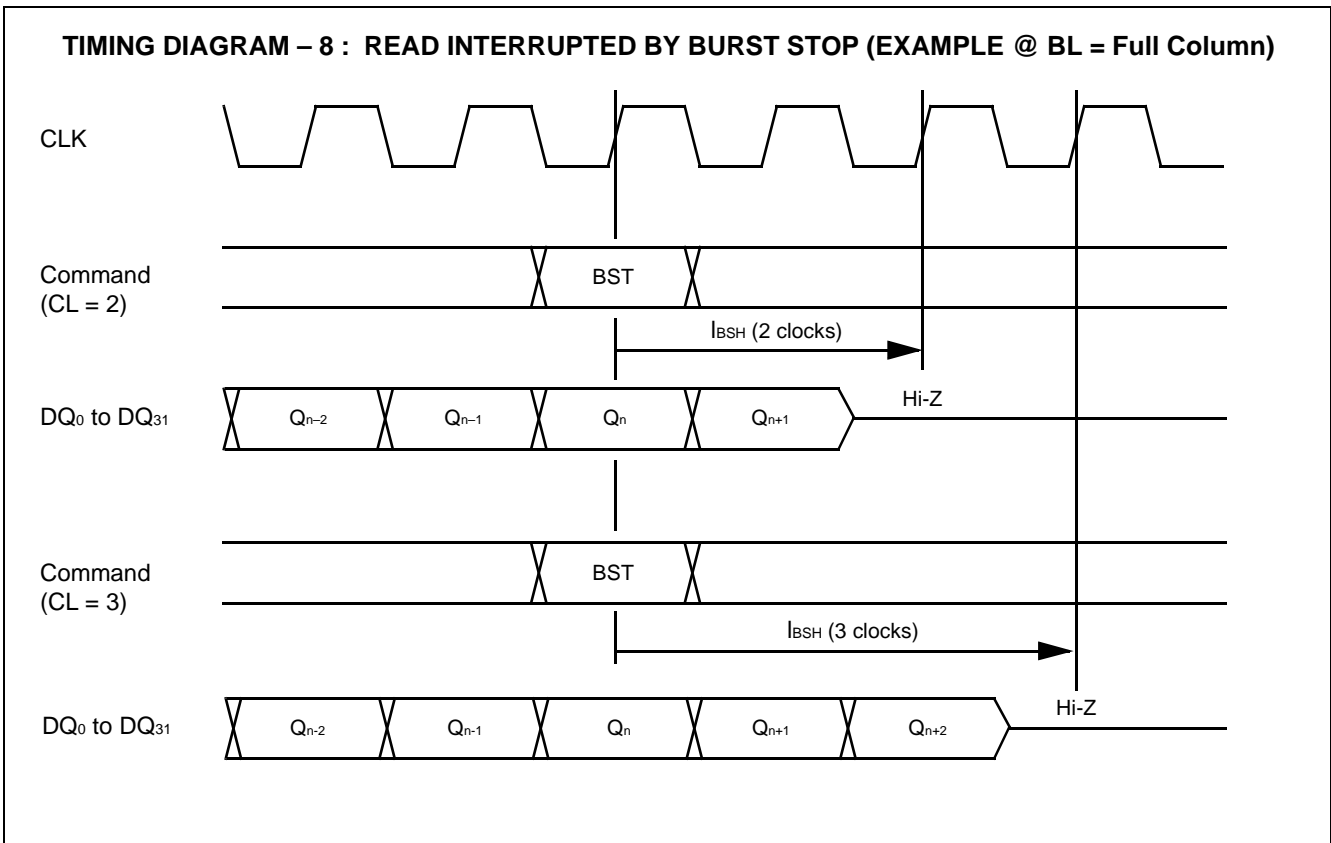 TIMING DIAGRAM – 8 : READ INTERRUPTED BY BURST STOP (EXAMPLE @ BL = Full Column)
CLK
Command
(CL = 2)
BST
IBSH (2 clocks)
DQ0 to DQ31
Qn–2
Qn–1
Qn
Qn+1
Hi-Z
Command
(CL = 3)
BST
IBSH (3 clocks)
DQ0 to DQ31
Qn-2
Qn-1
Qn
Qn+1
Qn+2
Hi-Z